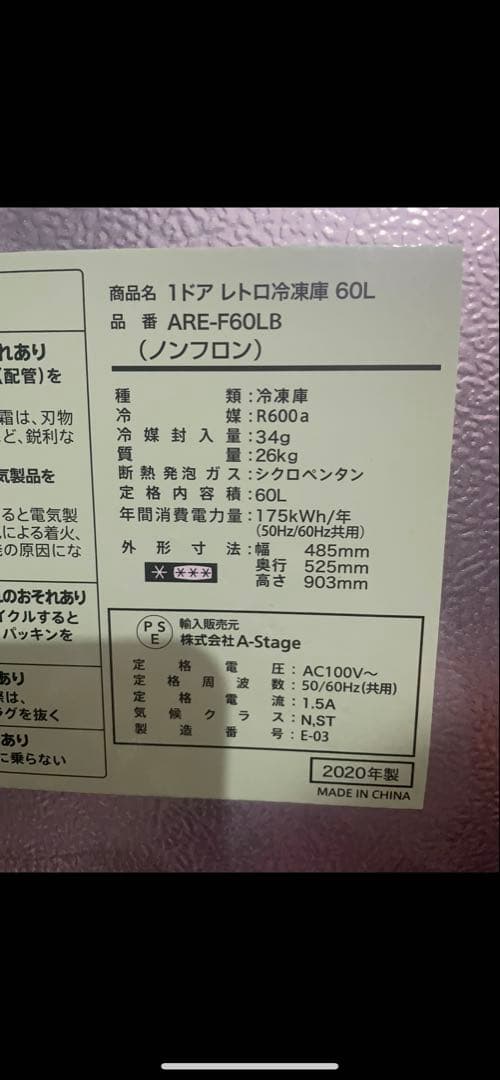 商品名 1ドア レトロ冷凍庫 60L
品番 ARE-F60LB
(ノンフロン)
種類:冷凍庫
冷媒:R600a
冷媒封入量:34g
質量:26kg
断熱発泡ガス:シクロペンタン
定格内容積:60L
年間消費電力量:175kWh/年
(50Hz/60Hz共用)
外形寸法:幅 485mm
奥行 525mm
高さ 903mm
* ***
PSE
輸入販売元
株式会社A-Stage
定格電圧:AC100V~
定格周波数:50/60Hz(共用)
定格電流:1.5A
気候クラス:N,ST
製造番号:E-03
2020年製
MADE IN CHINA
れあり
(配管)を
霜は、刃物
ど、鋭利な
気製品を
ると電気製
による着火、
の原因にな
のおそれあり
イクルすると
パッキンを
あり
は、
ラグを抜く
あり
に乗らない